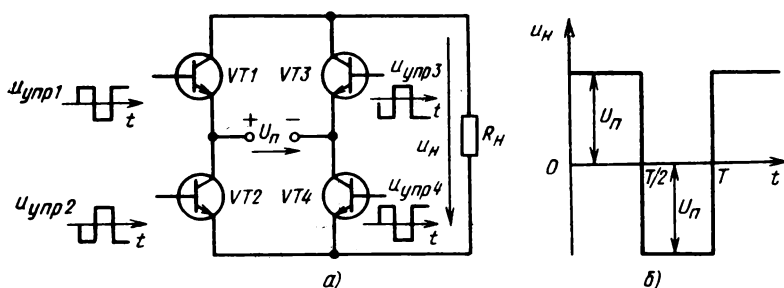 VT1
VT3
uупр1
uупр3
t
t
+ Uп −
uн
Rн
VT2
VT4
uупр2
uупр4
t
t
а)
uн
Uп
0
T/2
T
t
Uп
б)